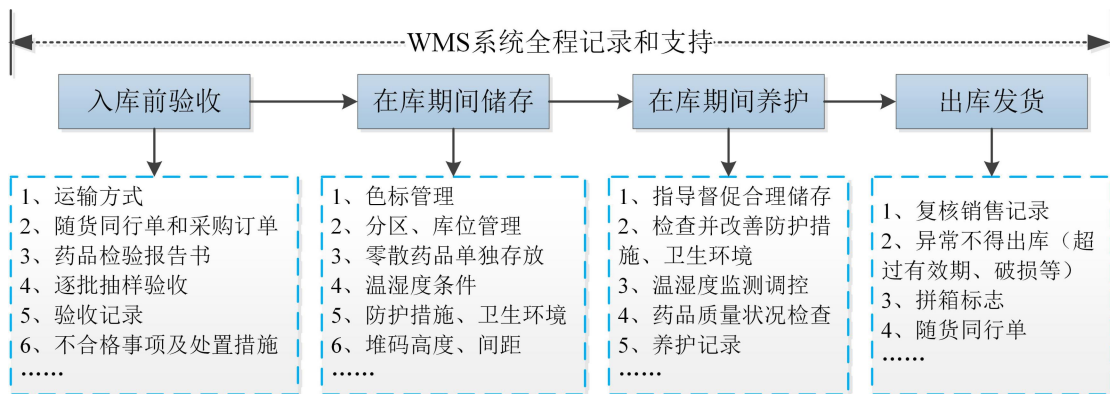 WMS系统全程记录和支持
入库前验收
在库期间储存
在库期间养护
出库发货
1、运输方式
2、随货同行单和采购订单
3、药品检验报告书
4、逐批抽样验收
5、验收记录
6、不合格事项及处置措施
……
1、色标管理
2、分区、库位管理
3、零散药品单独存放
4、温湿度条件
5、防护措施、卫生环境
6、堆码高度、间距
……
1、指导督促合理储存
2、检查并改善防护措
施、卫生环境
3、温湿度监测调控
4、药品质量状况检查
5、养护记录
……
1、复核销售记录
2、异常不得出库（超
过有效期、破损等）
3、拼箱标志
4、随货同行单
……